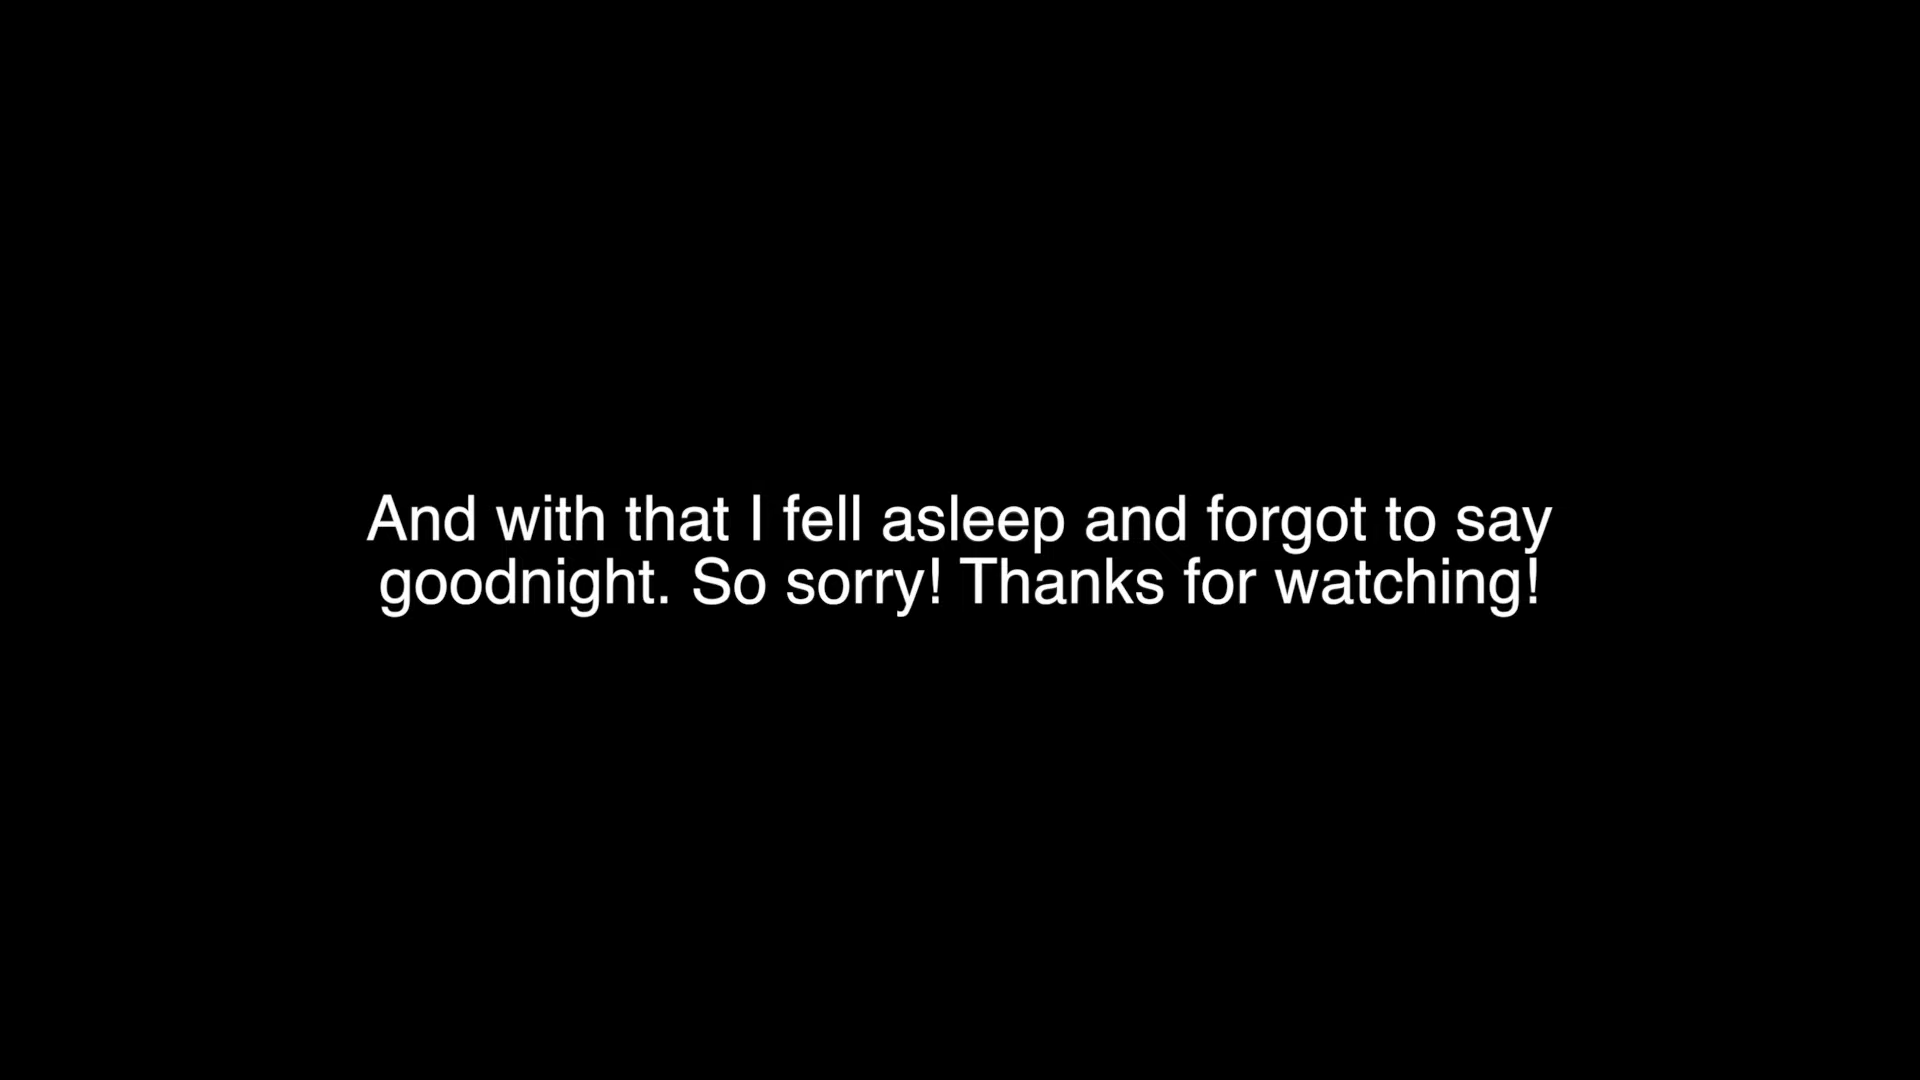 And with that I fell asleep and forgot to say
goodnight. So sorry! Thanks for watching!